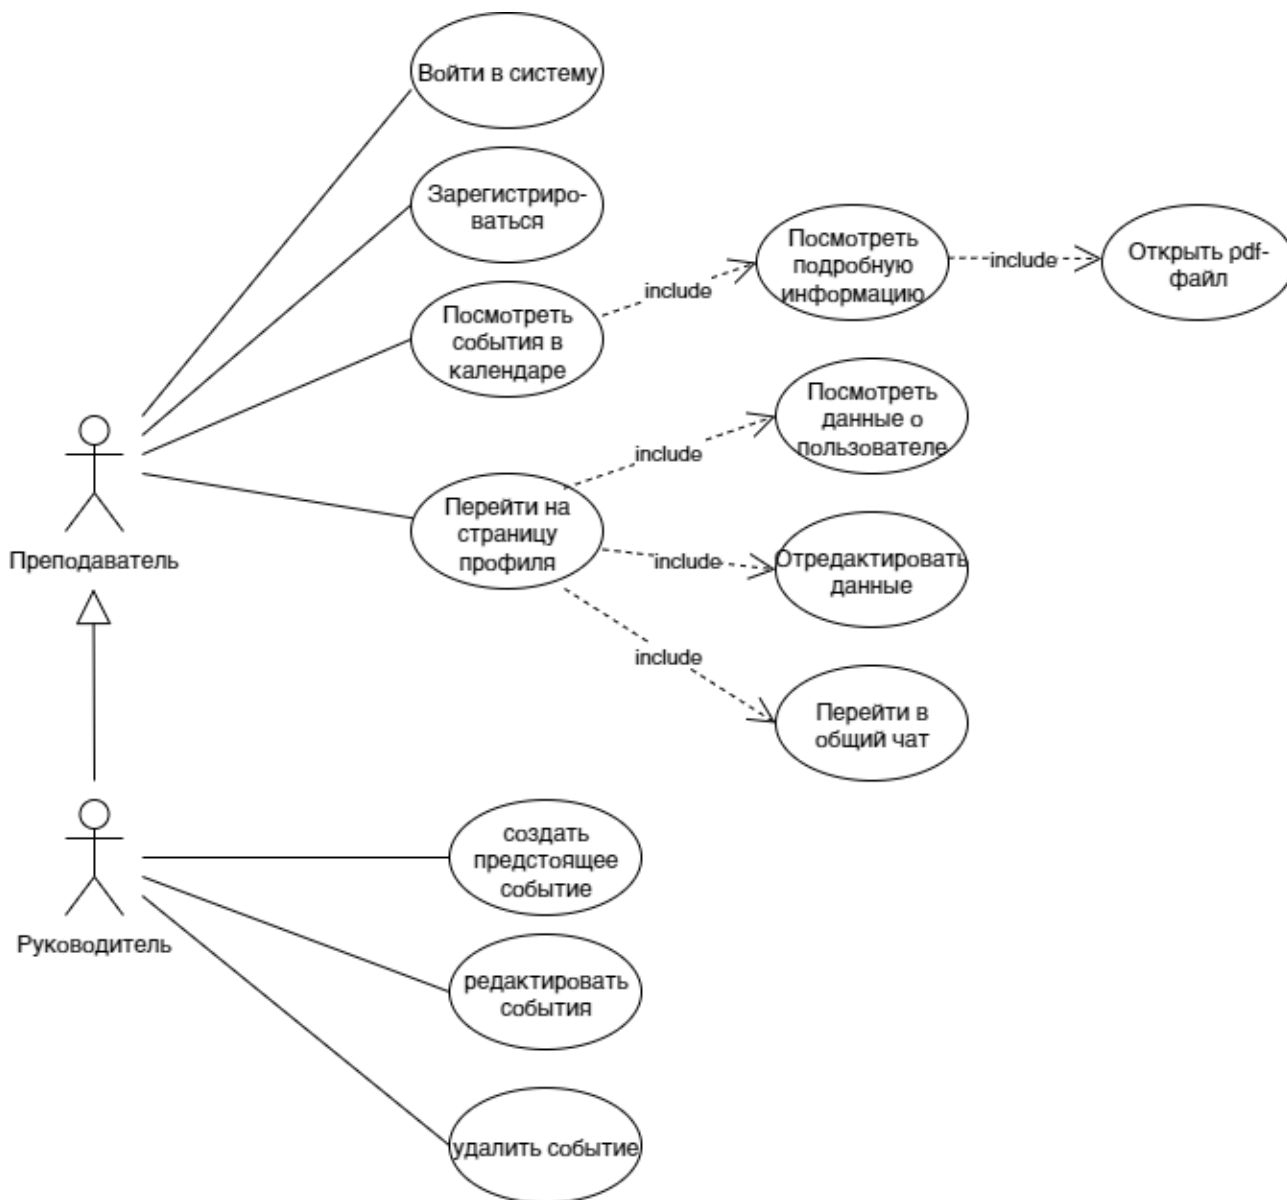 Войти в систему
Зарегистриро-
ваться
Посмотреть
события в
календаре
include
Посмотреть
подробную
информацию
include
Открыть pdf-
файл
Преподаватель
Перейти на
страницу
профиля
include
Посмотреть
данные о
пользователе
include
Отредактировать
данные
include
Перейти в
общий чат
Руководитель
создать
предстоящее
событие
редактировать
события
удалить событие